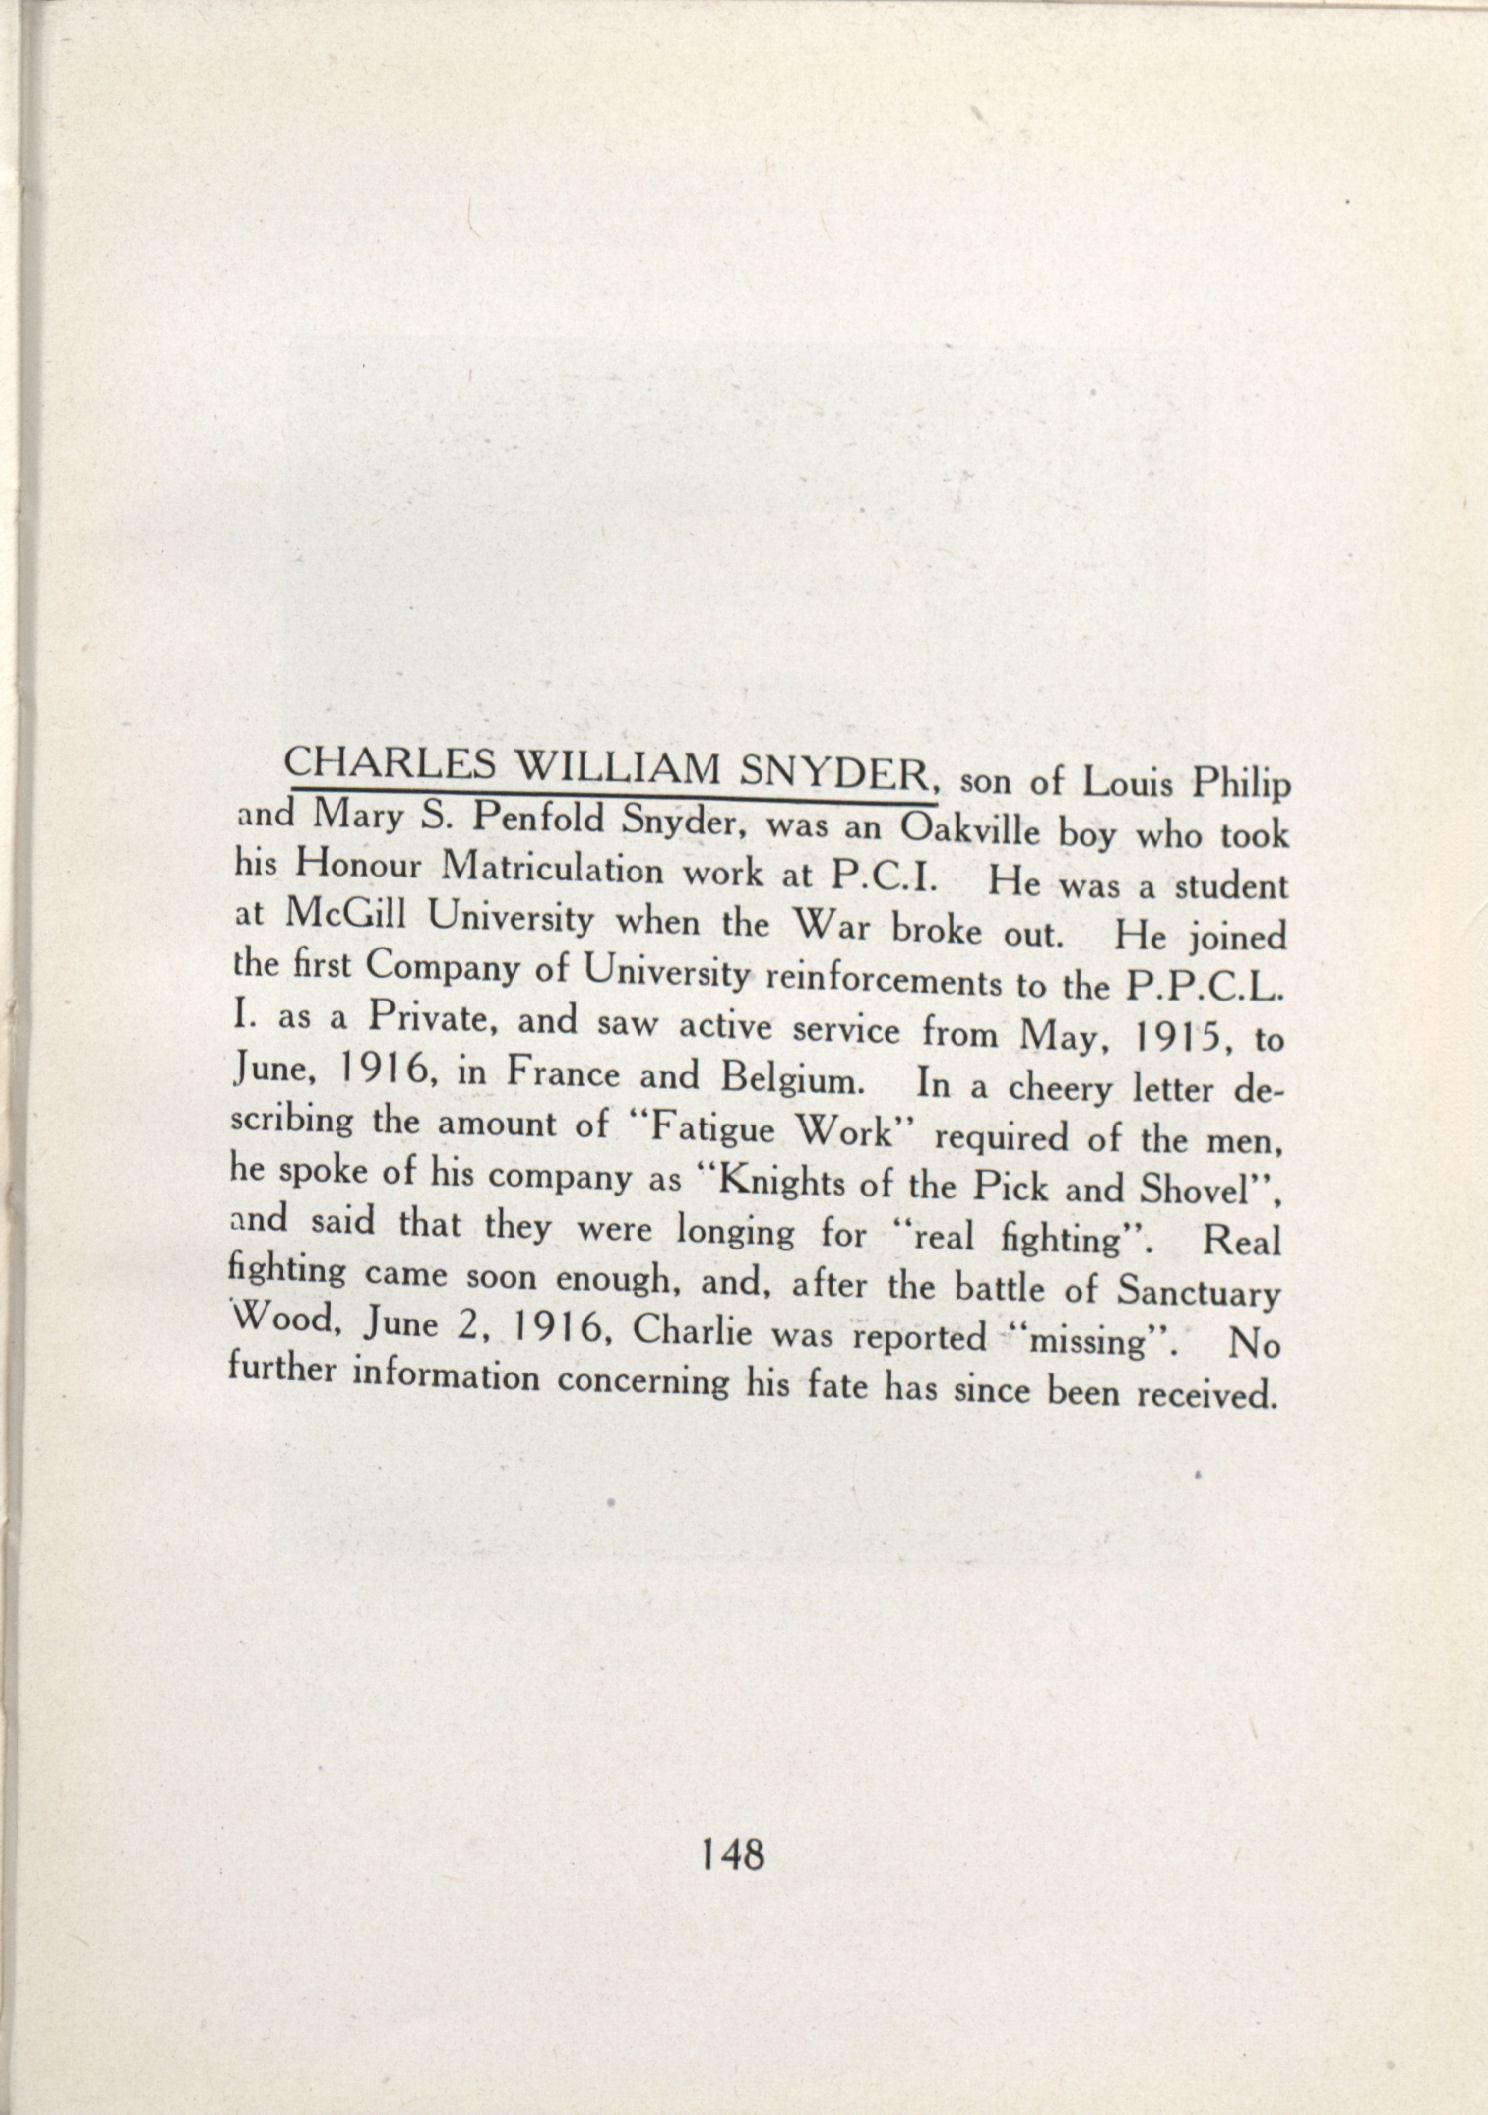 CHARLES WILLIAM SNYDER, son of Louis Philip
and Mary S. Penfold Snyder, was an Oakville boy who took
his Honour Matriculation work at P.C.I. He was a student
at McGill University when the War broke out. He joined
the first Company of University reinforcements to the P.P.C.L.
I. as a Private, and saw active service from May, 1915, to
June, 1916, in France and Belgium. In a cheery letter de-
scribing the amount of “Fatigue Work” required of the men,
he spoke of his company as “Knights of the Pick and Shovel”,
and said that they were longing for “real fighting”. Real
fighting came soon enough, and, after the battle of Sanctuary
Wood, June 2, 1916, Charlie was reported “missing”. No
further information concerning his fate has since been received.
148